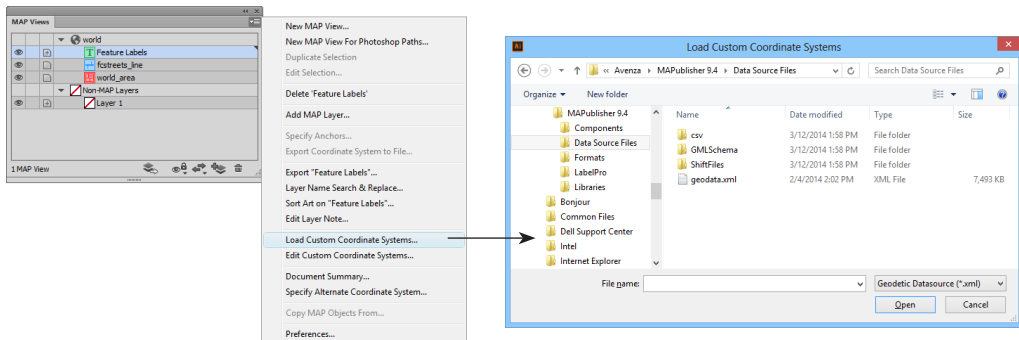 MAP Views
world
Feature Labels
fcstreets_line
world_area
Non-MAP Layers
Layer 1
1 MAP View
New MAP View...
New MAP View For Photoshop Paths...
Duplicate Selection
Edit Selection...
Delete 'Feature Labels'
Add MAP Layer...
Specify Anchors...
Export Coordinate System to File...
Export "Feature Labels"...
Layer Name Search & Replace...
Sort Art on "Feature Labels"...
Edit Layer Note...
Load Custom Coordinate Systems...
Edit Custom Coordinate Systems...
Document Summary...
Specify Alternate Coordinate System...
Copy MAP Objects From...
Preferences...
Ai
Load Custom Coordinate Systems
« Avenza ▸ MAPublisher 9.4 ▸ Data Source Files
Search Data Source Files
Organize
New folder
MAPublisher 9.4
Components
Data Source Files
Formats
LabelPro
Libraries
Bonjour
Common Files
Dell Support Center
Intel
Internet Explorer
Name Date modified Type Size
csv 3/12/2014 1:58 PM File folder
GMLSchema 3/12/2014 1:58 PM File folder
ShiftFiles 3/12/2014 1:58 PM File folder
geodata.xml 2/4/2014 2:02 PM XML File 7,493 KB
File name:
Geodetic Datasource (*.xml)
Open
Cancel